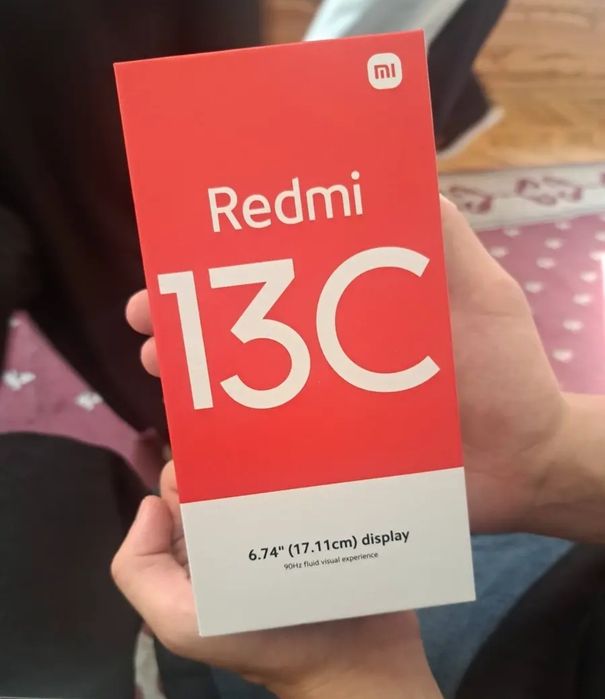 mi
Redmi
13C
6.74" (17.11cm) display
90Hz fluid visual experience